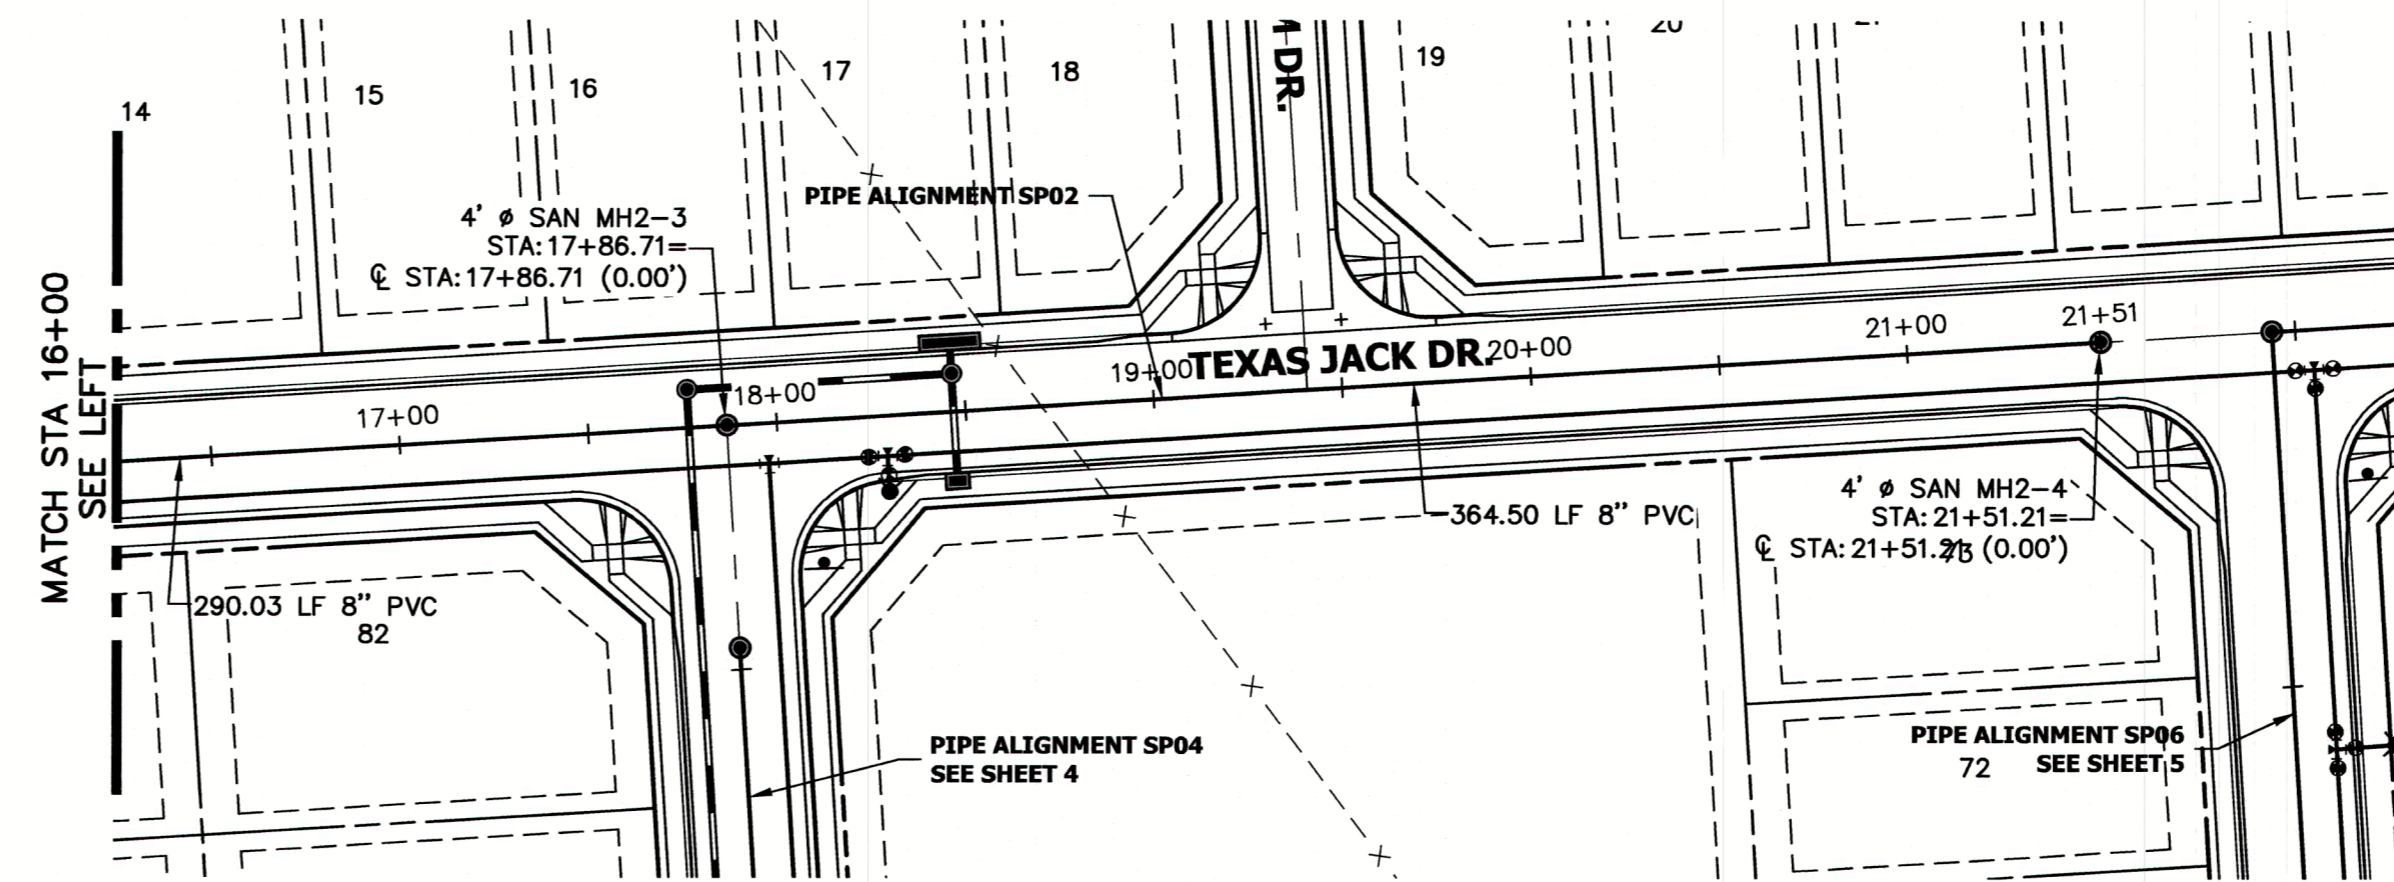 14
15
16
17
18
M DR.
19
20
MATCH STA 16+00
SEE LEFT
4' ø SAN MH2-3
STA: 17+86.71=
℄ STA: 17+86.71 (0.00')
PIPE ALIGNMENT SP02
17+00
18+00
19+00
TEXAS JACK DR.
20+00
21+00
21+51
290.03 LF 8" PVC
82
364.50 LF 8" PVC
4' ø SAN MH2-4
STA: 21+51.21=
℄ STA: 21+51.21 (0.00')
73
PIPE ALIGNMENT SP04
SEE SHEET 4
PIPE ALIGNMENT SP06
SEE SHEET 5
72